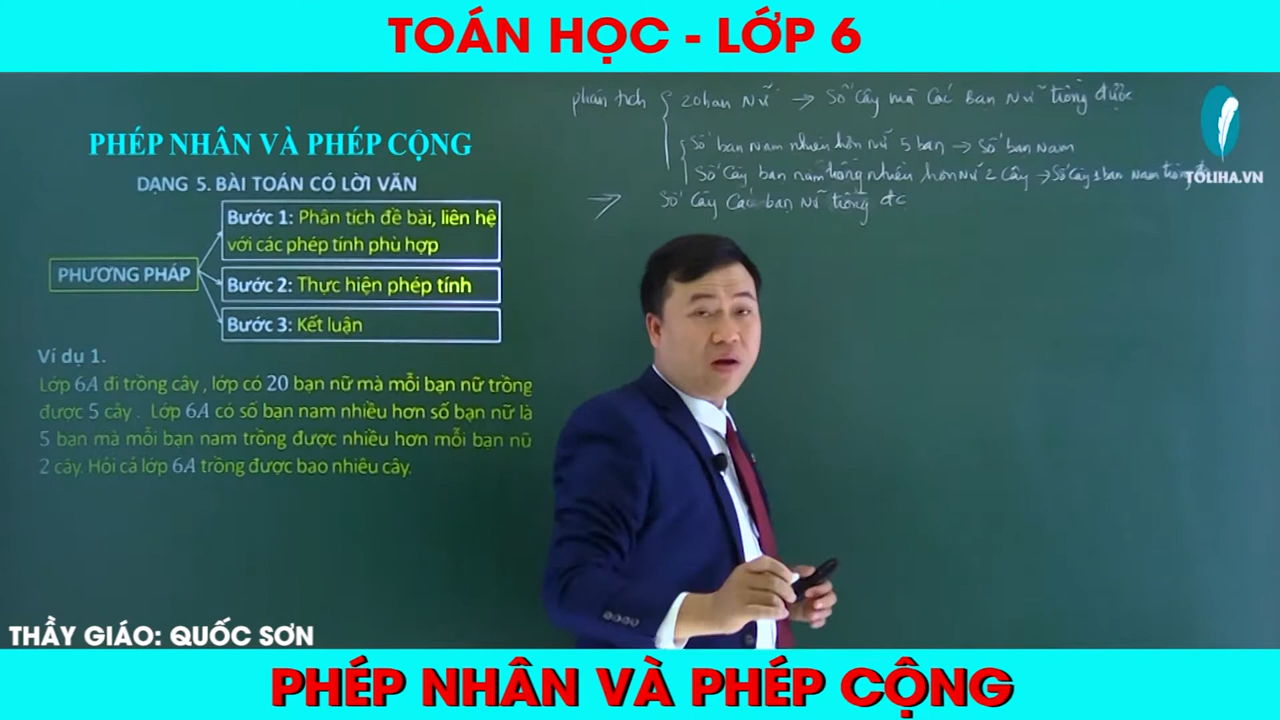 TOÁN HỌC - LỚP 6
PHÉP NHÂN VÀ PHÉP CỘNG
DẠNG 5. BÀI TOÁN CÓ LỜI VĂN
PHƯƠNG PHÁP
Bước 1: Phân tích đề bài, liên hệ
với các phép tính phù hợp
Bước 2: Thực hiện phép tính
Bước 3: Kết luận
Ví dụ 1.
Lớp 6A đi trồng cây , lớp có 20 bạn nữ mà mỗi bạn nữ trồng
được 5 cây . Lớp 6A có số bạn nam nhiều hơn số bạn nữ là
5 bạn mà mỗi bạn nam trồng được nhiều hơn mỗi bạn nữ
2 cây. Hỏi cả lớp 6A trồng được bao nhiêu cây.
phân tích { 20 bạn Nữ → Số cây mà các bạn Nữ trồng được
Số bạn nam nhiều hơn nữ 5 bạn → Số bạn nam
Số cây bạn nam trồng nhiều hơn Nữ 2 cây → Số cây 1 bạn nam trồng
→ Số cây các bạn Nữ trồng đc
TOLIHA.VN
THẦY GIÁO: QUỐC SƠN
PHÉP NHÂN VÀ PHÉP CỘNG